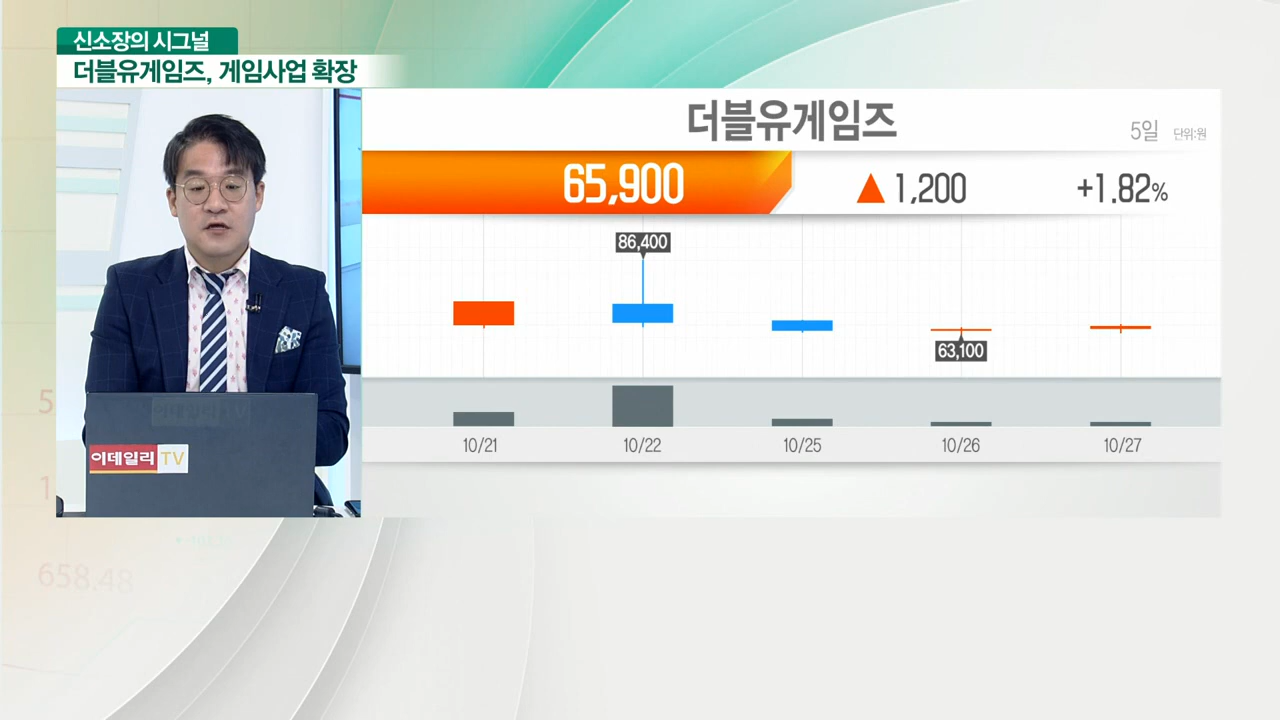 신소장의 시그널
더블유게임즈, 게임사업 확장
더블유게임즈
5일 단위:원
65,900 ▲ 1,200 +1.82%
86,400
63,100
10/21 10/22 10/25 10/26 10/27
이데일리 TV
658.48